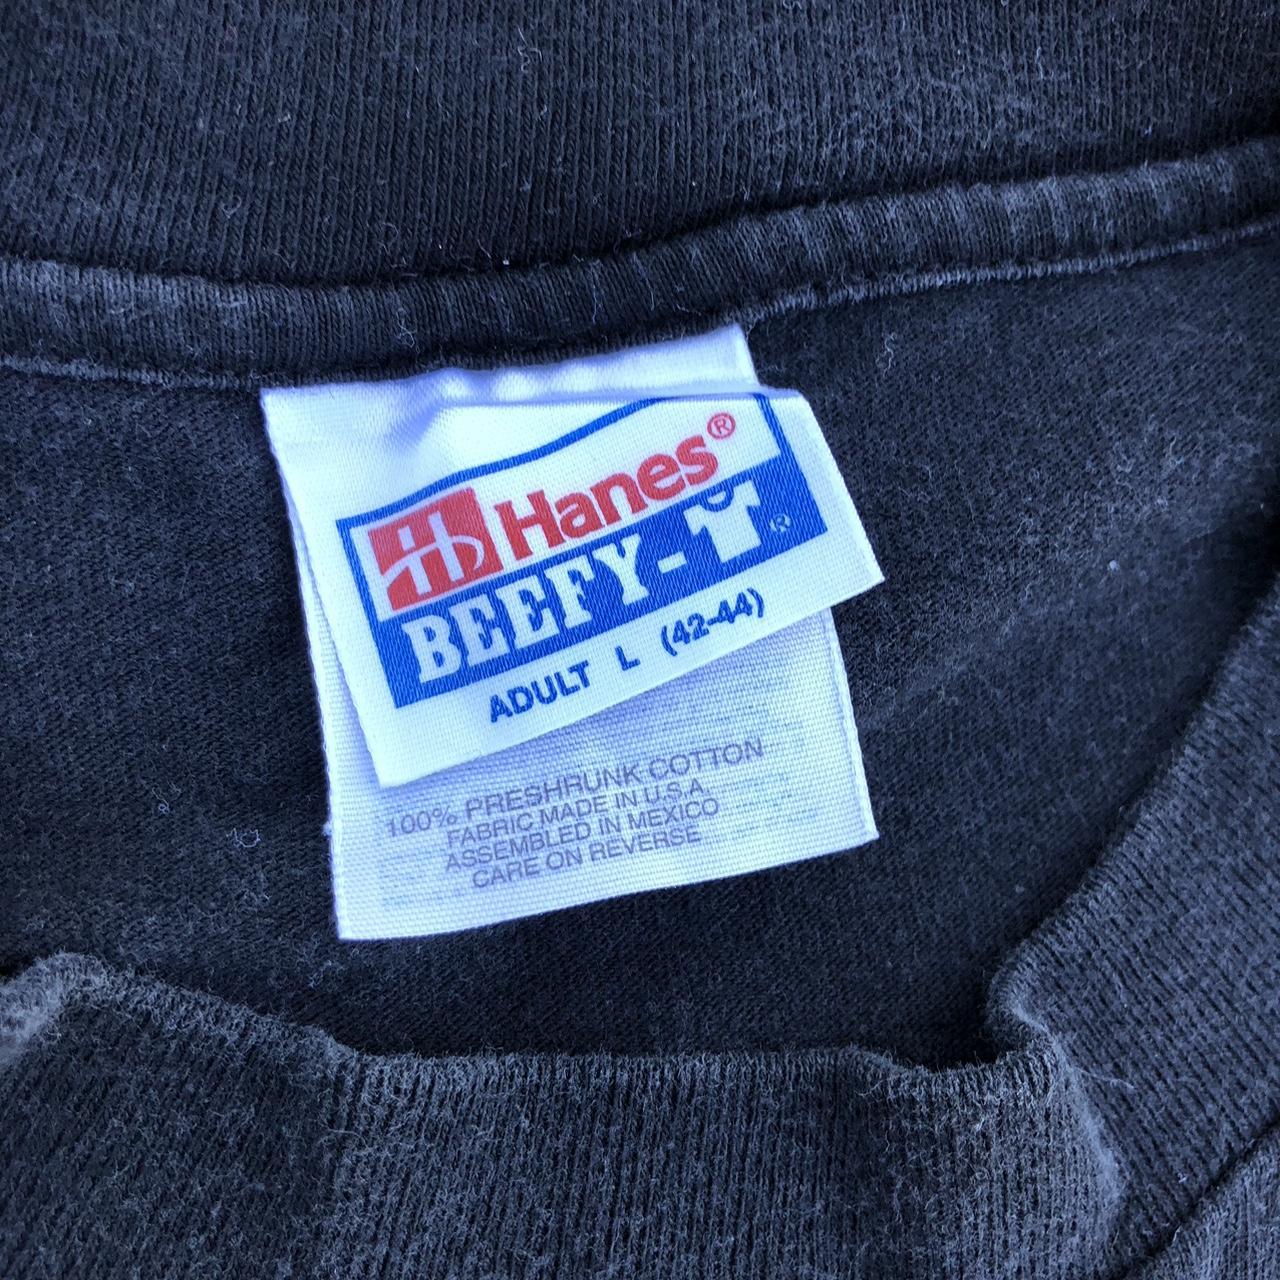 Hanes®
BEEFY-T®
ADULT L (42-44)
100% PRESHRUNK COTTON
FABRIC MADE IN U.S.A.
ASSEMBLED IN MEXICO
CARE ON REVERSE